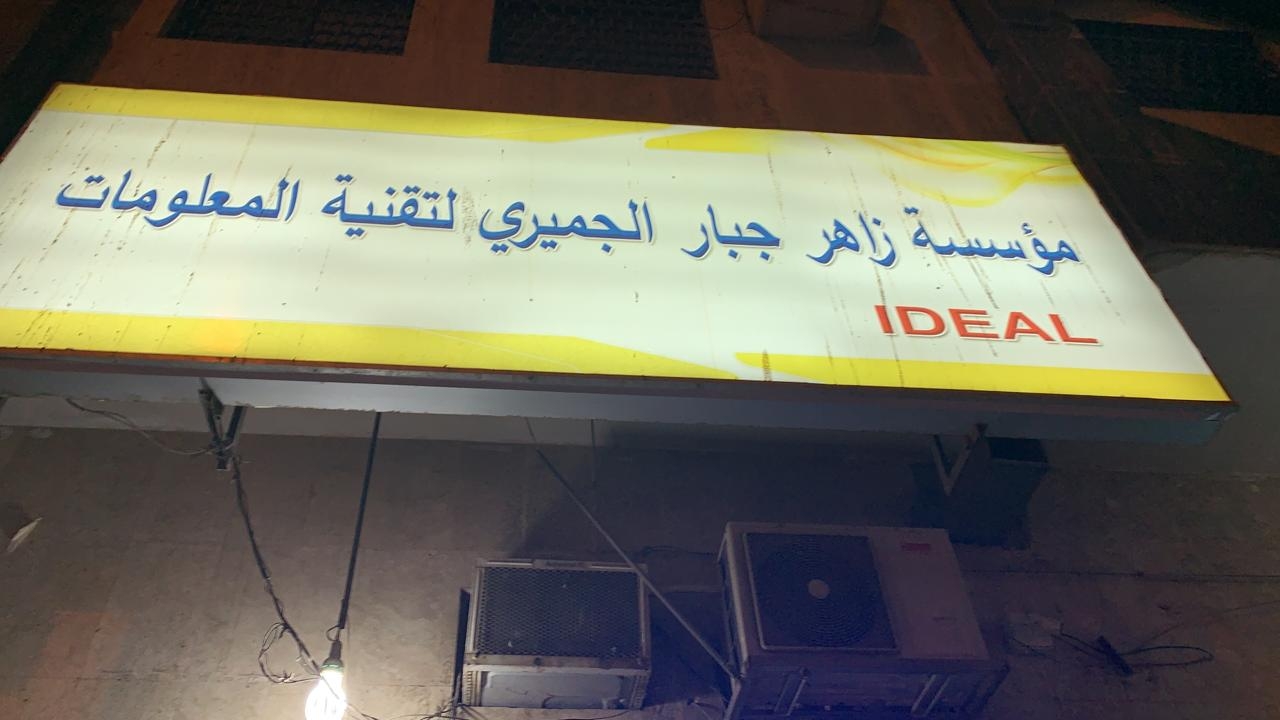 مؤسسة زاهر جبار الجميري لتقنية المعلومات
IDEAL